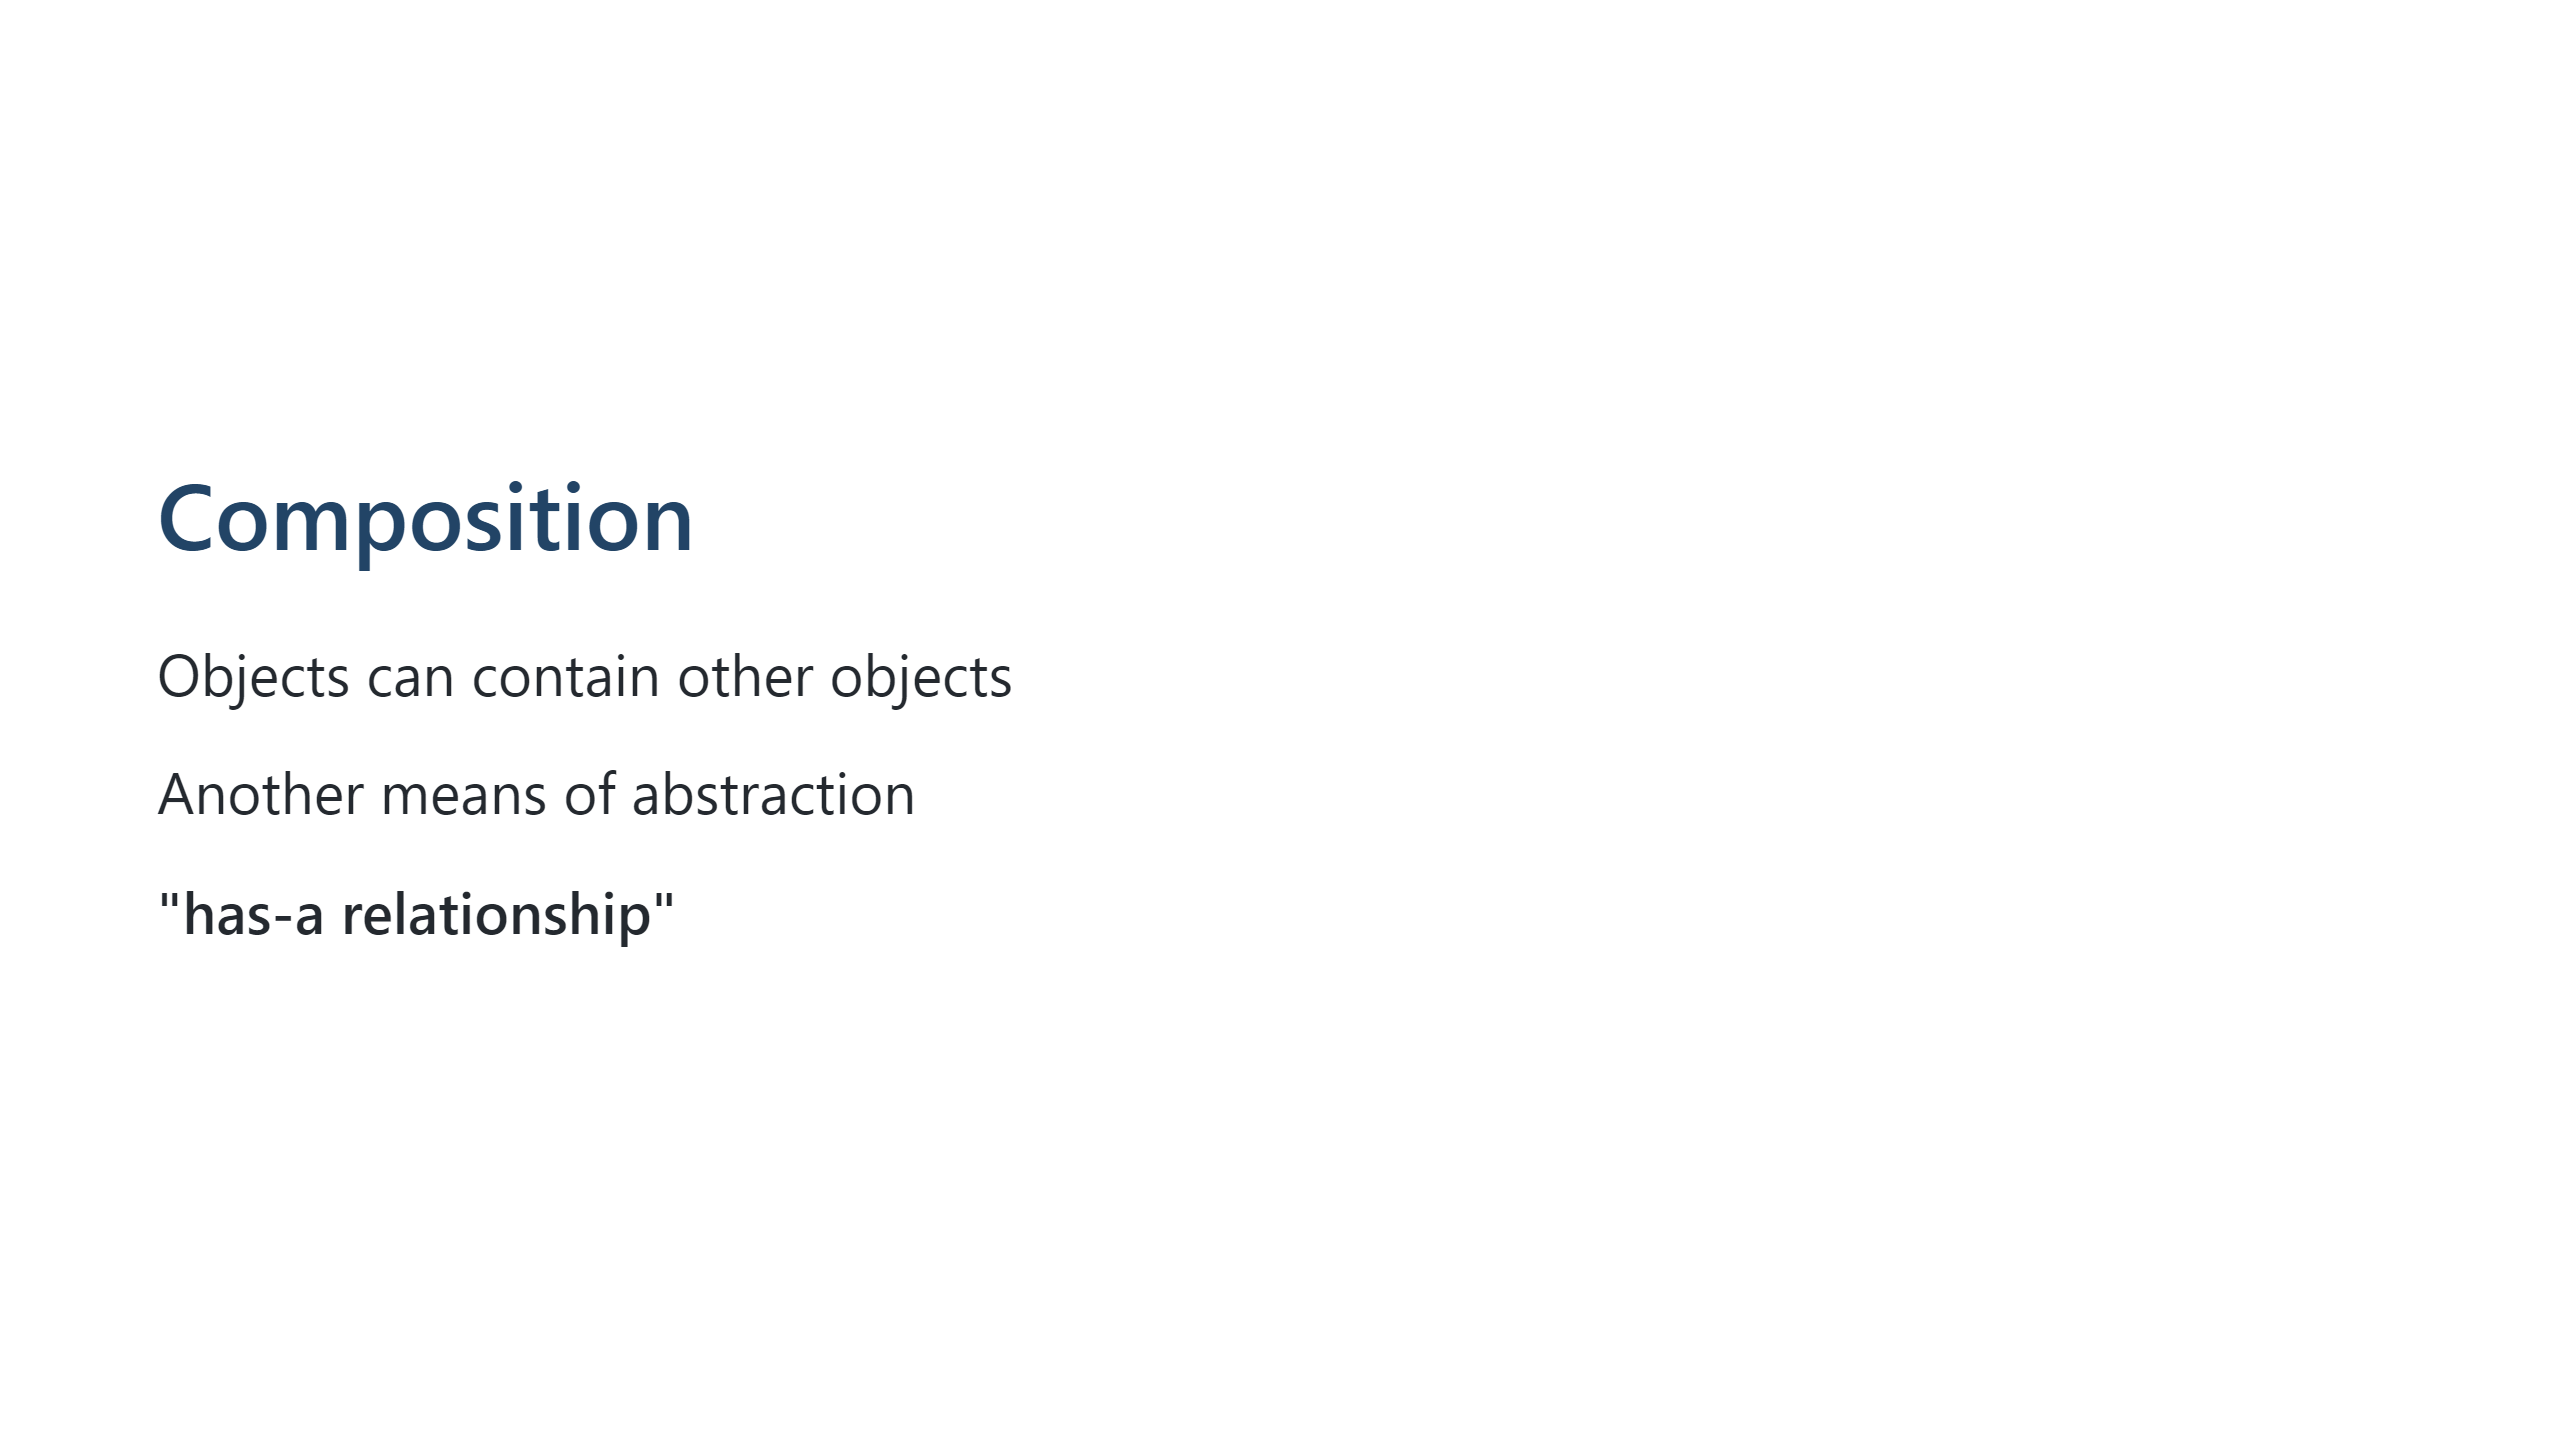 Composition
Objects can contain other objects
Another means of abstraction
"has-a relationship"